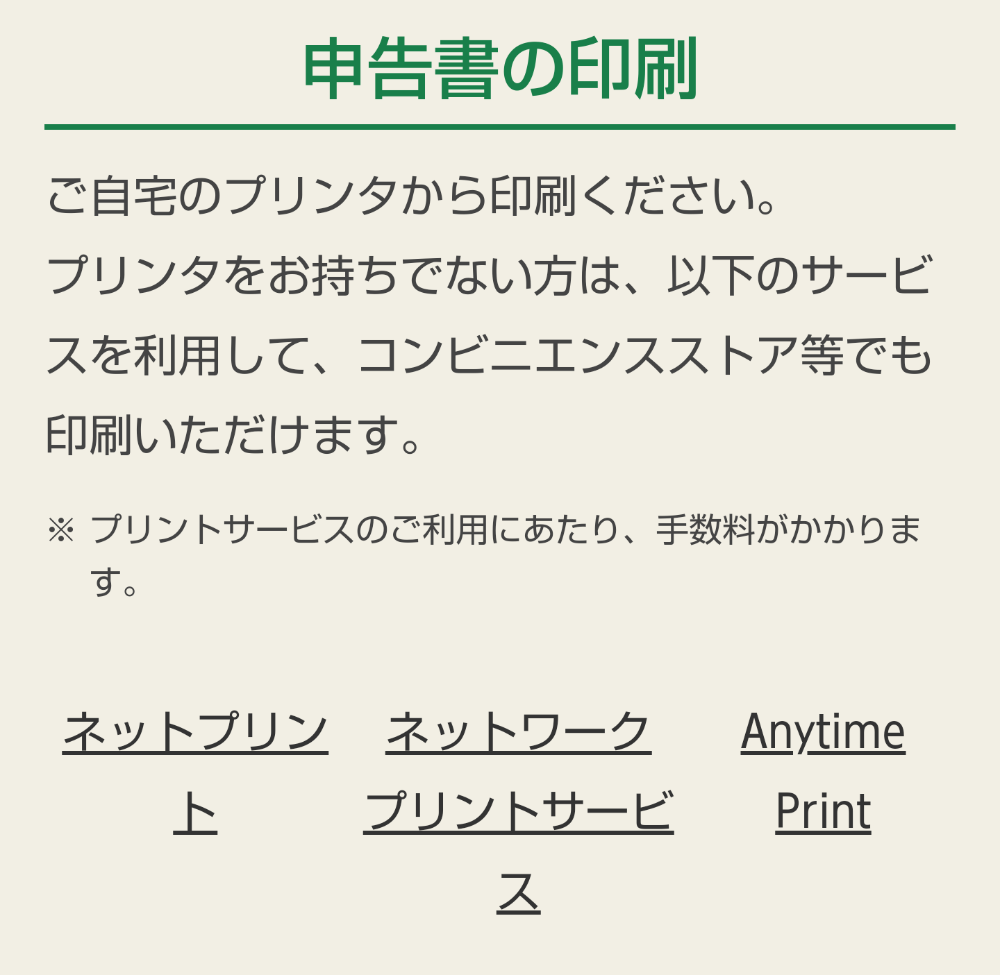 申告書の印刷
ご自宅のプリンタから印刷ください。
プリンタをお持ちでない方は、以下のサービ
スを利用して、コンビニエンスストア等でも
印刷いただけます。
※ プリントサービスのご利用にあたり、手数料がかかりま
す。
ネットプリン
ト
ネットワーク
プリントサービ
ス
Anytime
Print